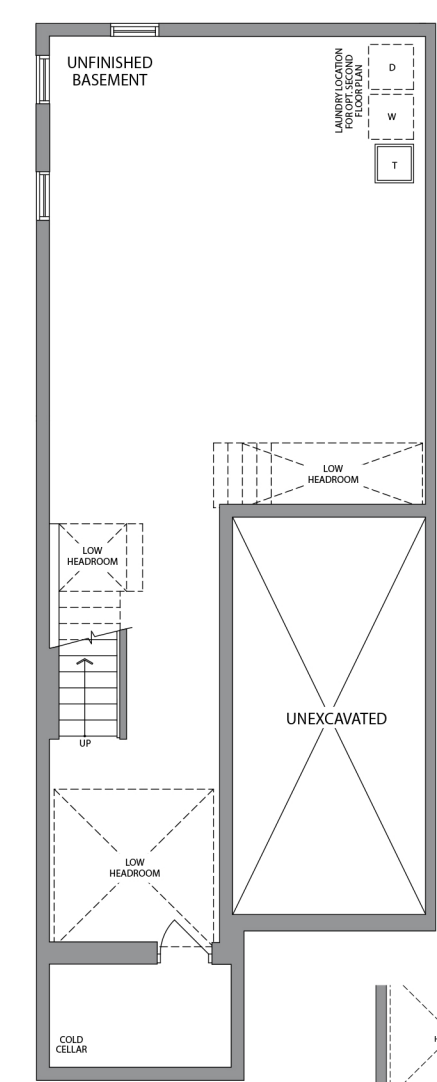 UNFINISHED
BASEMENT
LAUNDRY LOCATION
FOR OPT. SECOND
FLOOR PLAN
D
W
T
LOW
HEADROOM
LOW
HEADROOM
UP
UNEXCAVATED
LOW
HEADROOM
COLD
CELLAR